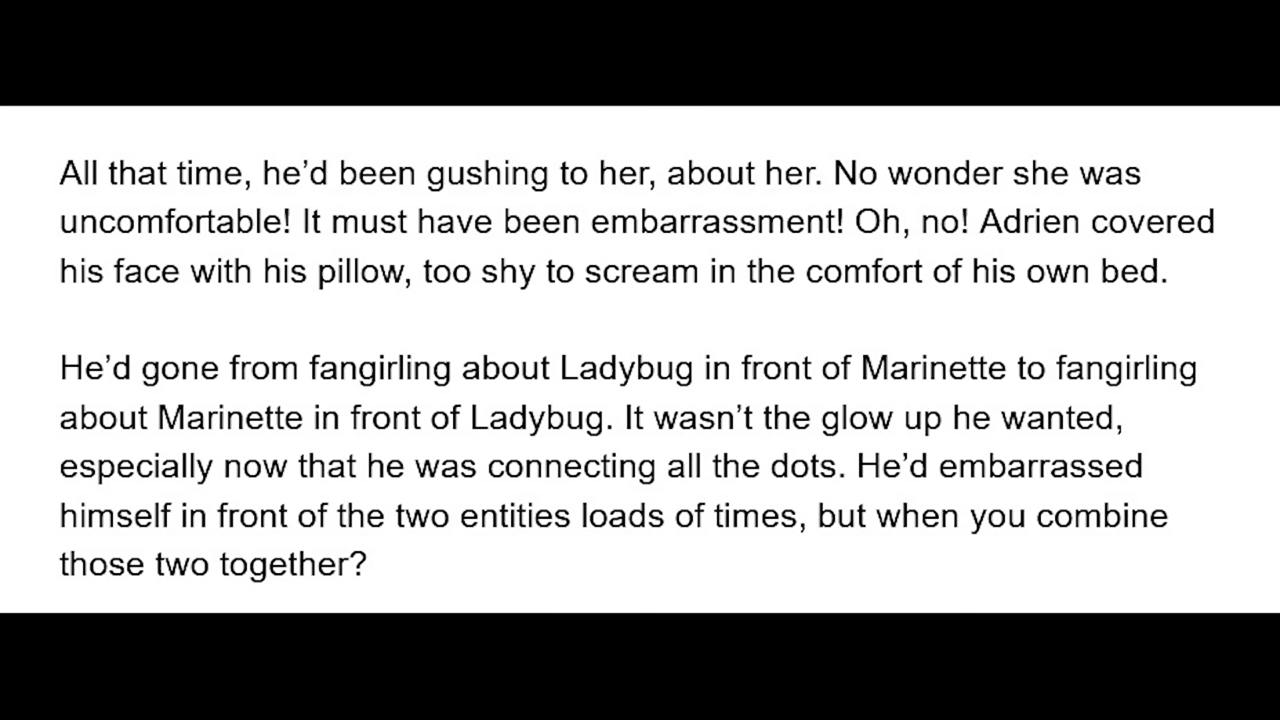 All that time, he’d been gushing to her, about her. No wonder she was
uncomfortable! It must have been embarrassment! Oh, no! Adrien covered
his face with his pillow, too shy to scream in the comfort of his own bed.
He’d gone from fangirling about Ladybug in front of Marinette to fangirling
about Marinette in front of Ladybug. It wasn’t the glow up he wanted,
especially now that he was connecting all the dots. He’d embarrassed
himself in front of the two entities loads of times, but when you combine
those two together?